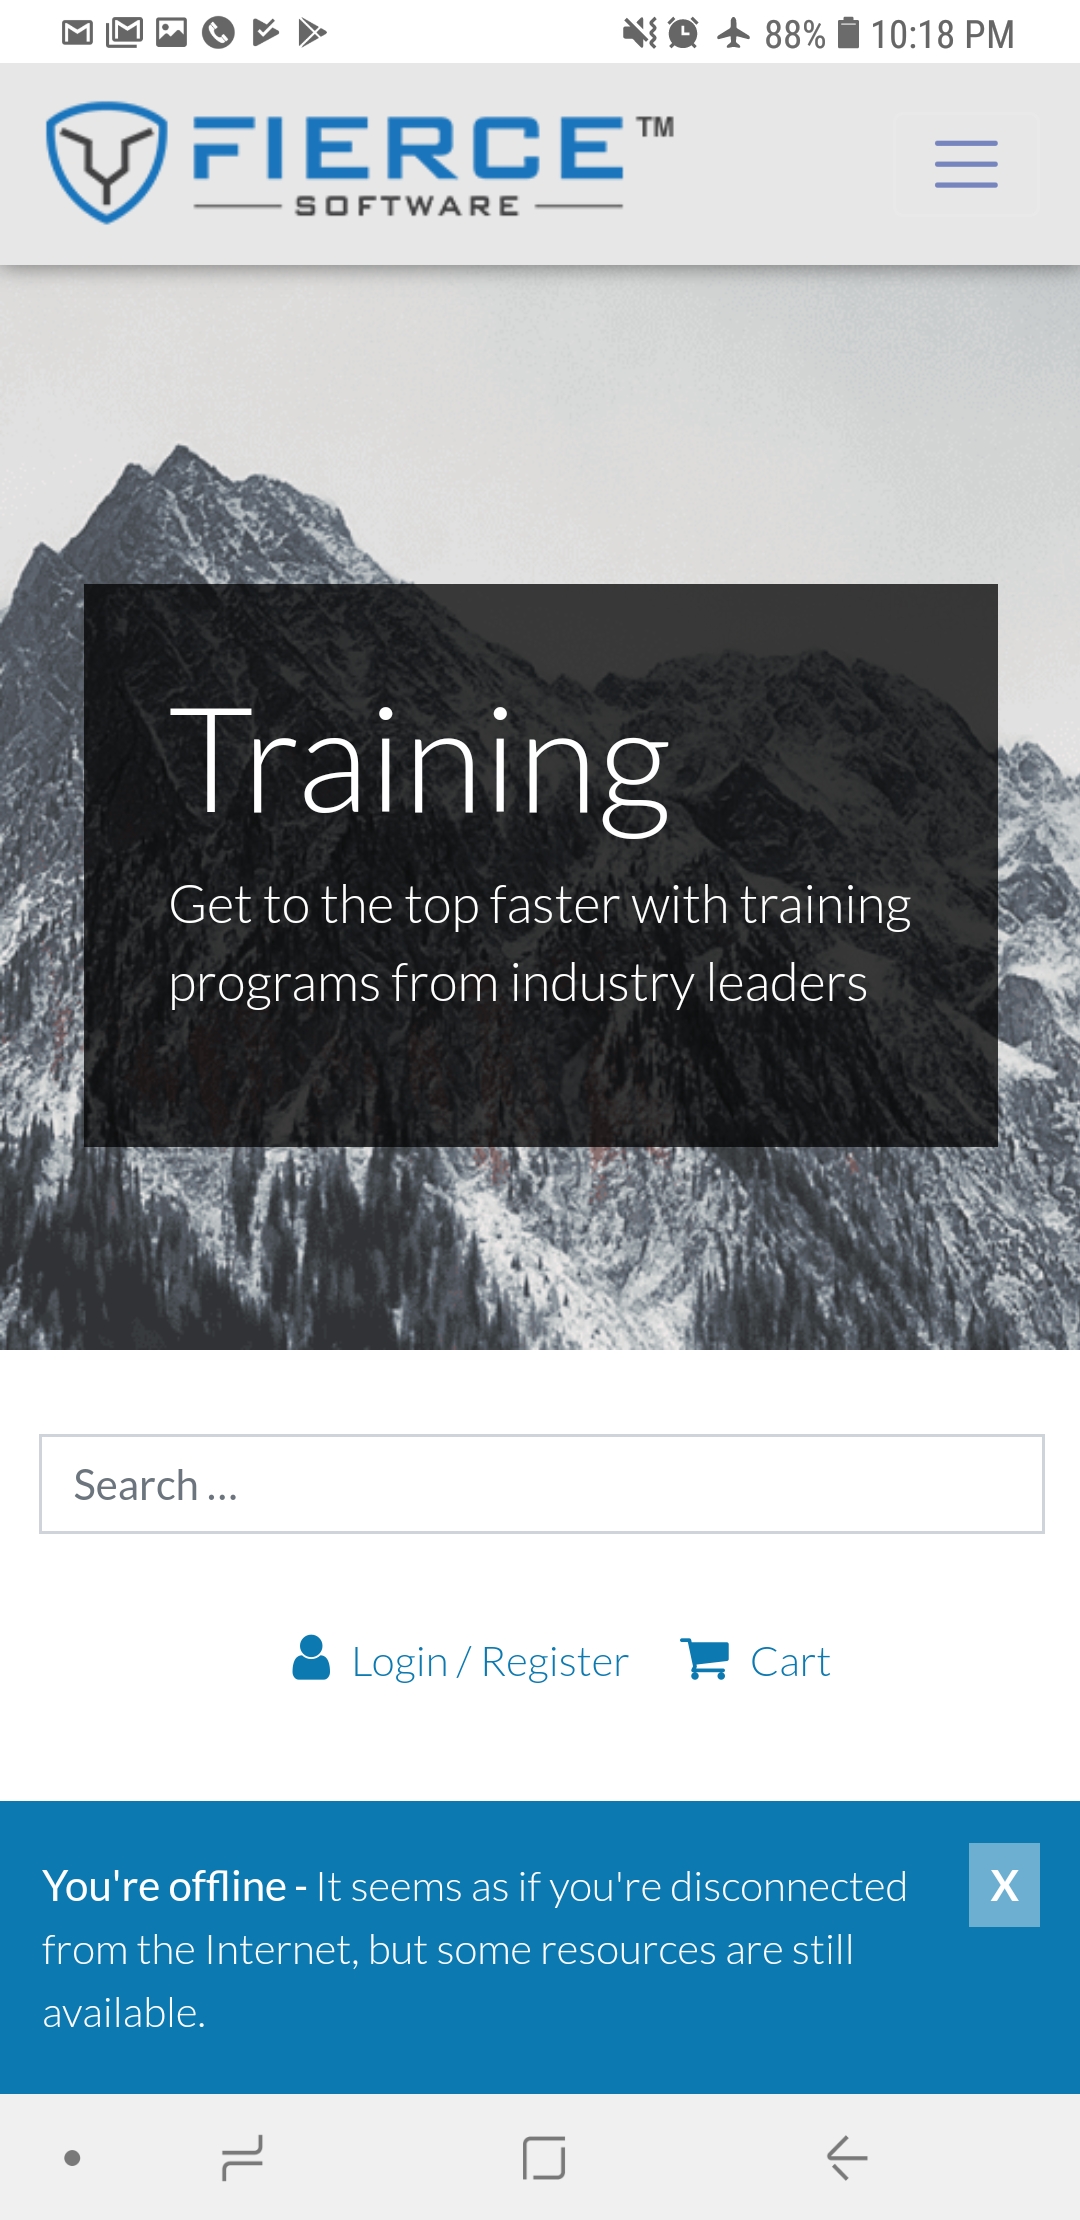 88% 10:18 PM
FIERCE TM
SOFTWARE
Training
Get to the top faster with training
programs from industry leaders
Search ...
Login / Register Cart
You're offline - It seems as if you're disconnected X
from the Internet, but some resources are still
available.